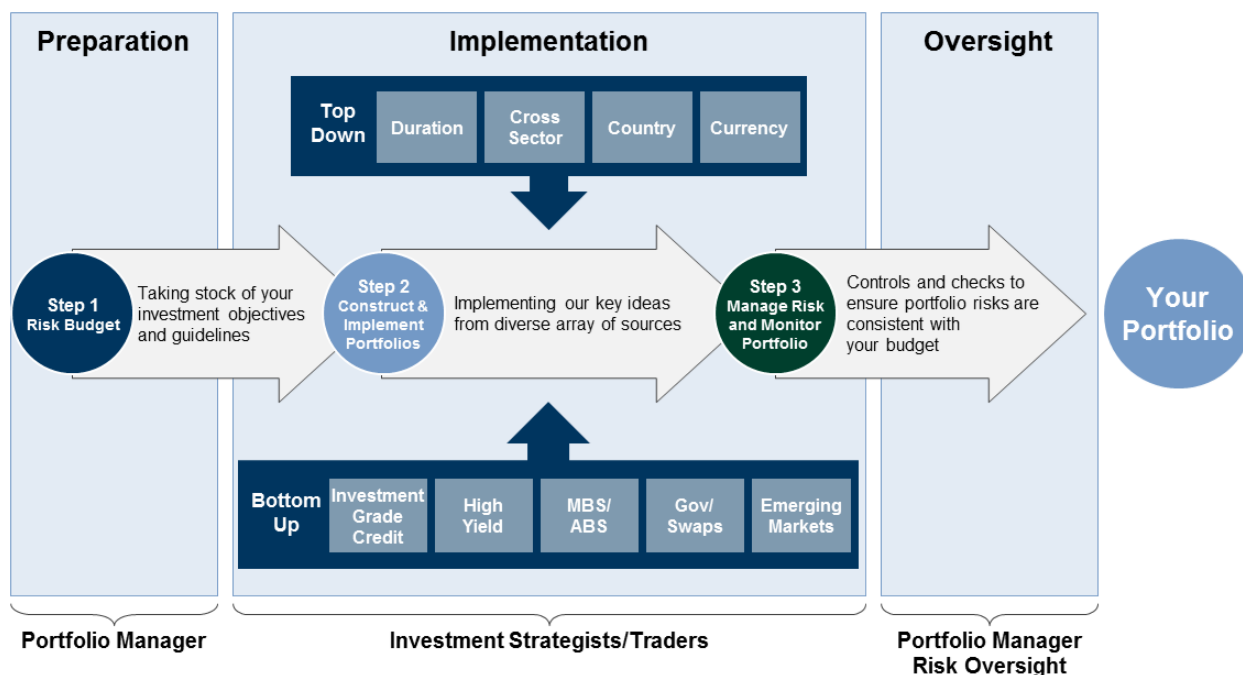 Preparation
Implementation
Oversight
Top
Down
Duration
Cross
Sector
Country
Currency
Step 1
Risk Budget
Taking stock of your
investment objectives
and guidelines
Step 2
Construct &
Implement
Portfolios
Implementing our key ideas
from diverse array of sources
Step 3
Manage Risk
and Monitor
Portfolio
Controls and checks to
ensure portfolio risks are
consistent with
your budget
Your
Portfolio
Bottom
Up
Investment
Grade
Credit
High
Yield
MBS/
ABS
Gov/
Swaps
Emerging
Markets
Portfolio Manager
Investment Strategists/Traders
Portfolio Manager
Risk Oversight